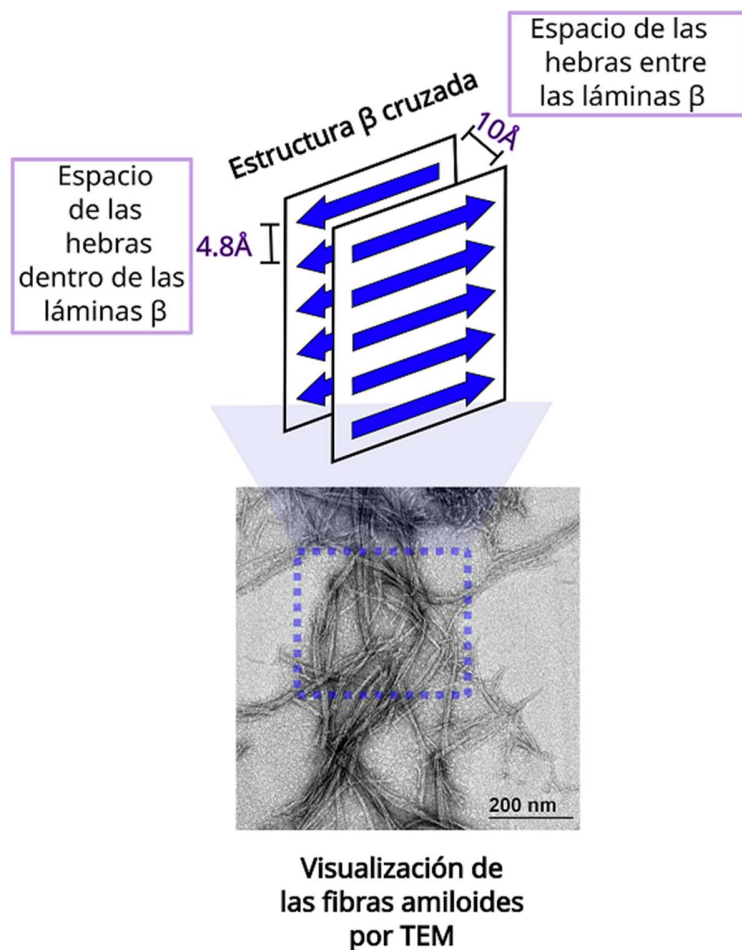 Espacio de las
hebras entre
las láminas β
Estructura β cruzada
10Å
Espacio
de las
hebras
dentro de las
láminas β
4.8Å
200 nm
Visualización de
las fibras amiloides
por TEM